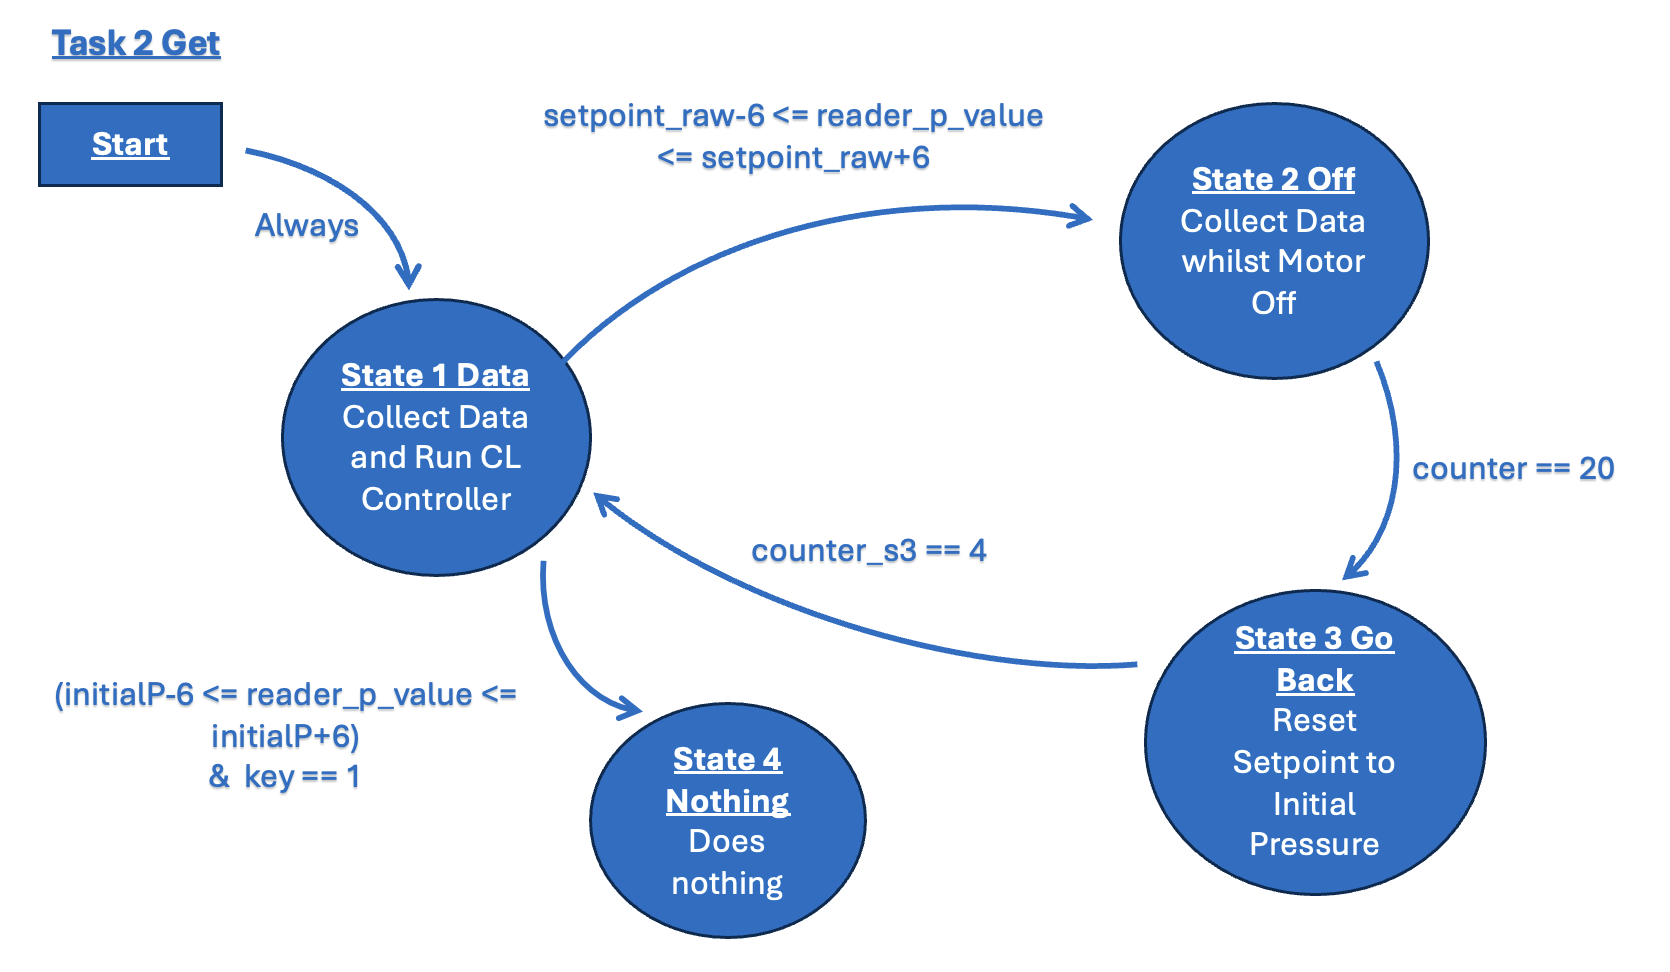 Task 2 Get
Start
Always
setpoint_raw-6 <= reader_p_value
<= setpoint_raw+6
State 2 Off
Collect Data
whilst Motor
Off
State 1 Data
Collect Data
and Run CL
Controller
counter == 20
counter_s3 == 4
State 3 Go
Back
Reset
Setpoint to
Initial
Pressure
(initialP-6 <= reader_p_value <=
initialP+6)
& key == 1
State 4
Nothing
Does
nothing